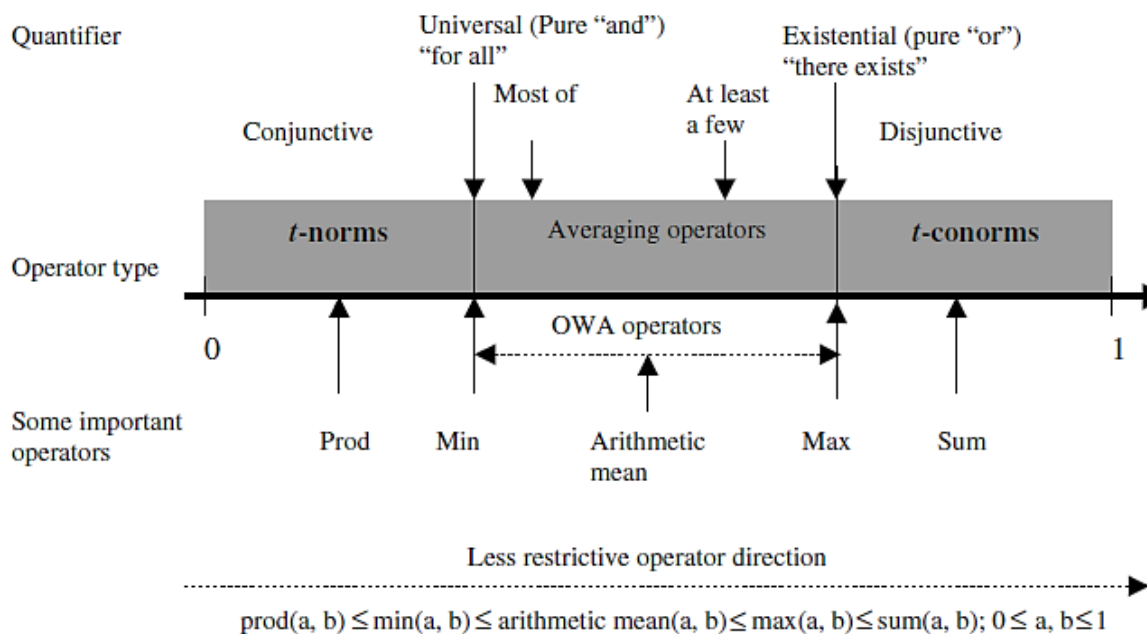 Quantifier
Universal (Pure “and”)
“for all”
Existential (pure “or”)
“there exists”
Most of
At least
a few
Conjunctive
Disjunctive
t-norms
Averaging operators
t-conorms
Operator type
OWA operators
0
1
Some important
operators
Prod
Min
Arithmetic
mean
Max
Sum
Less restrictive operator direction
prod(a, b) ≤ min(a, b) ≤ arithmetic mean(a, b) ≤ max(a, b) ≤ sum(a, b); 0 ≤ a, b ≤ 1